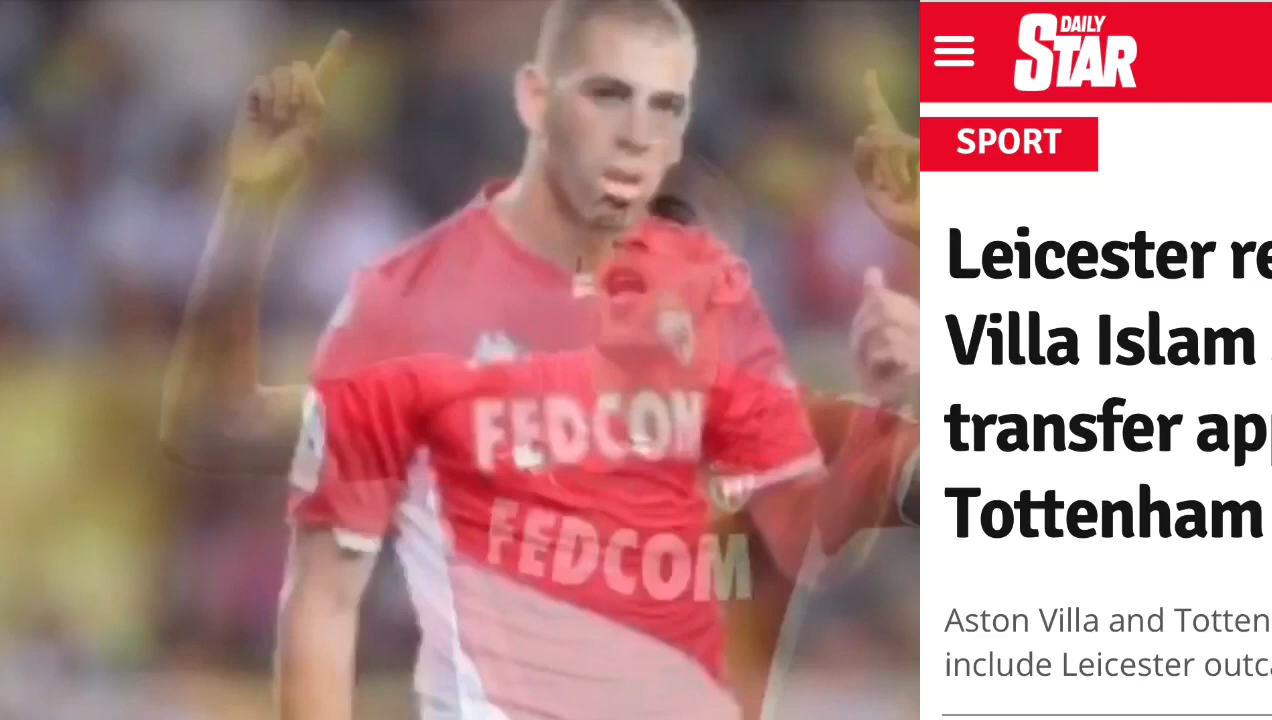 FEDCOM
FEDCOM
DAILY
STAR
SPORT
Leicester re
Villa Islam
transfer ap
Tottenham
Aston Villa and Totten
include Leicester outc